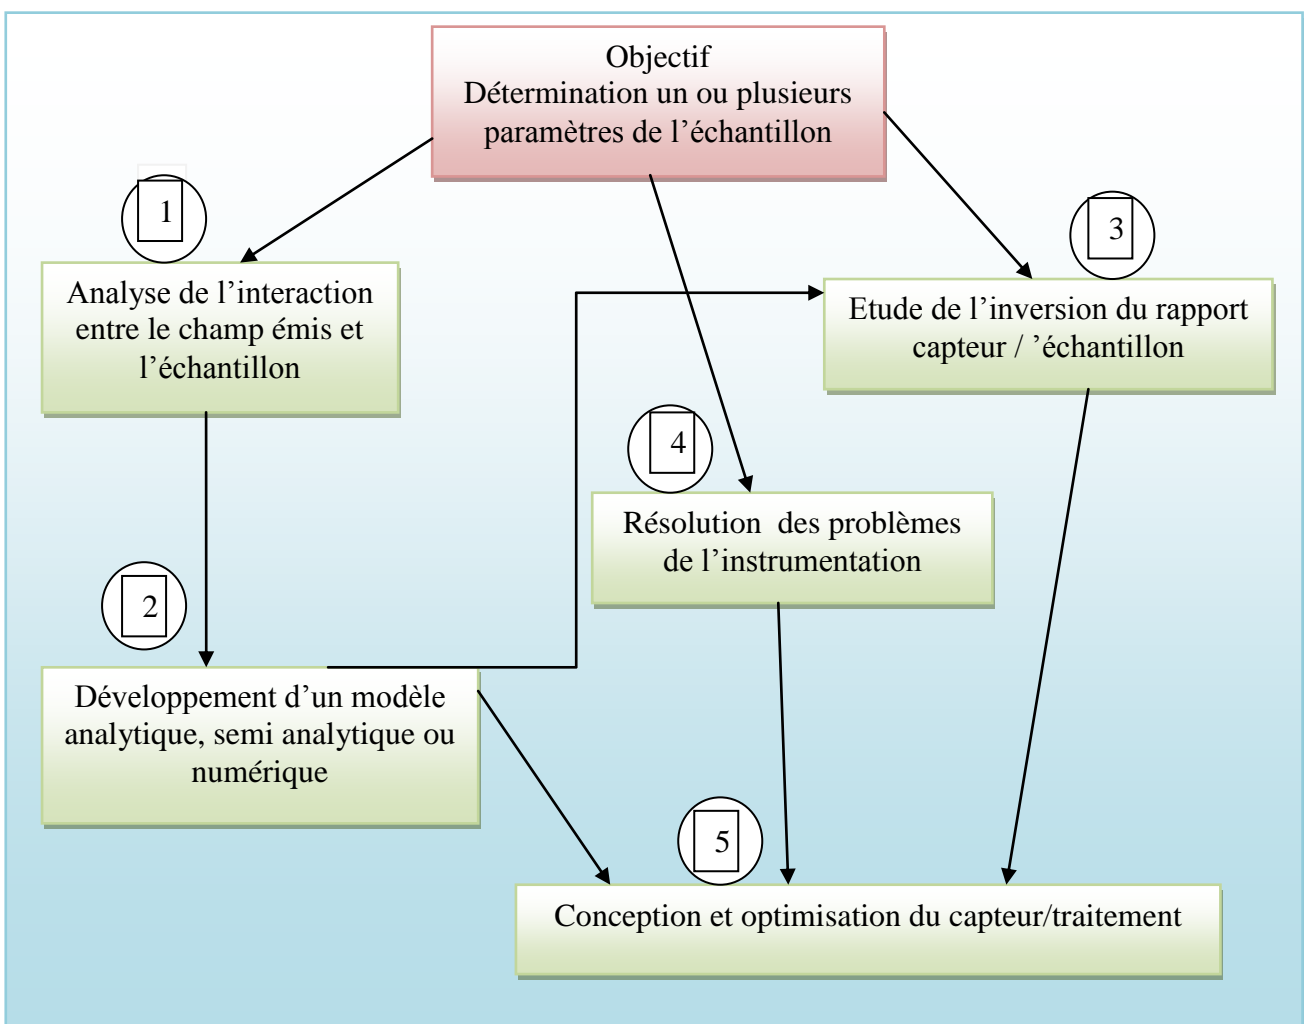 Objectif
Détermination un ou plusieurs
paramètres de l’échantillon
1
Analyse de l’interaction
entre le champ émis et
l’échantillon
3
Etude de l’inversion du rapport
capteur / ’échantillon
4
Résolution  des problèmes
de l’instrumentation
2
Développement d’un modèle
analytique, semi analytique ou
numérique
5
Conception et optimisation du capteur/traitement